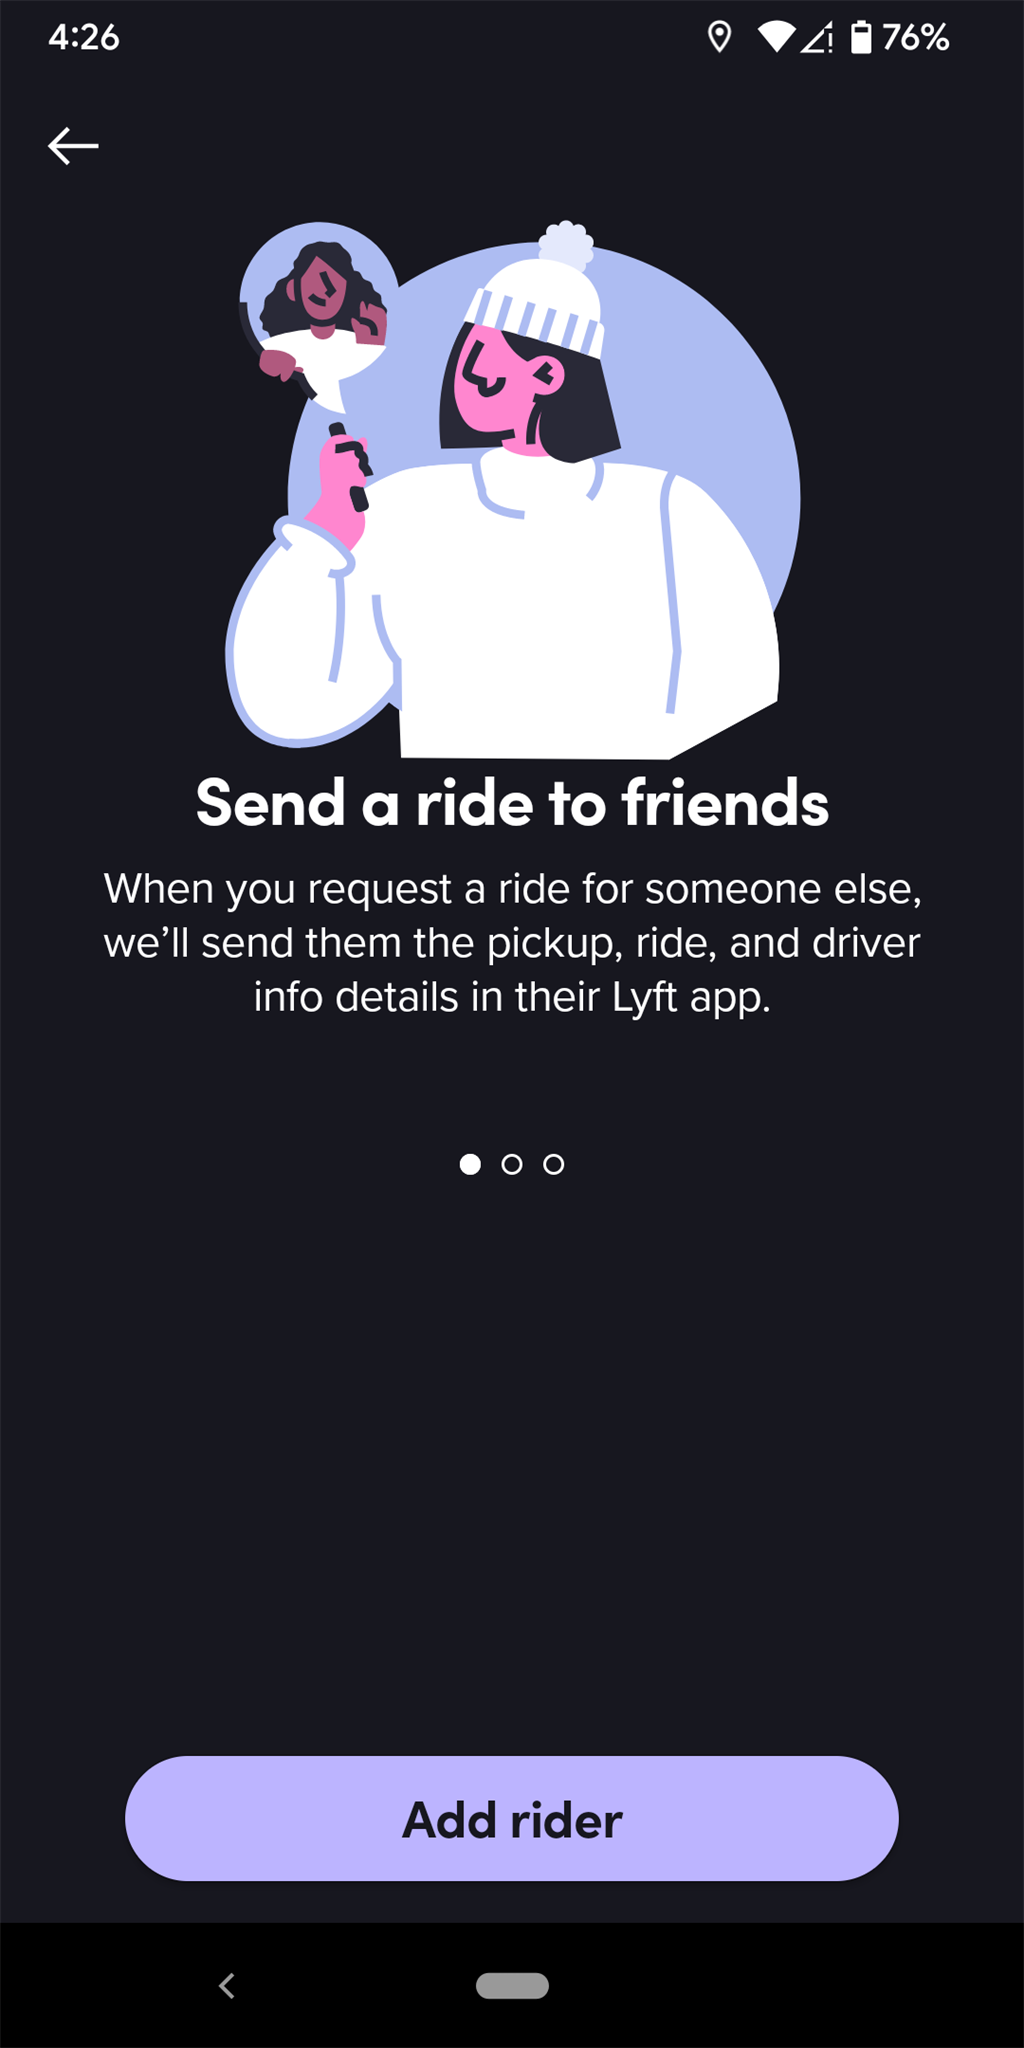 4:26
76%
Send a ride to friends
When you request a ride for someone else,
we’ll send them the pickup, ride, and driver
info details in their Lyft app.
Add rider